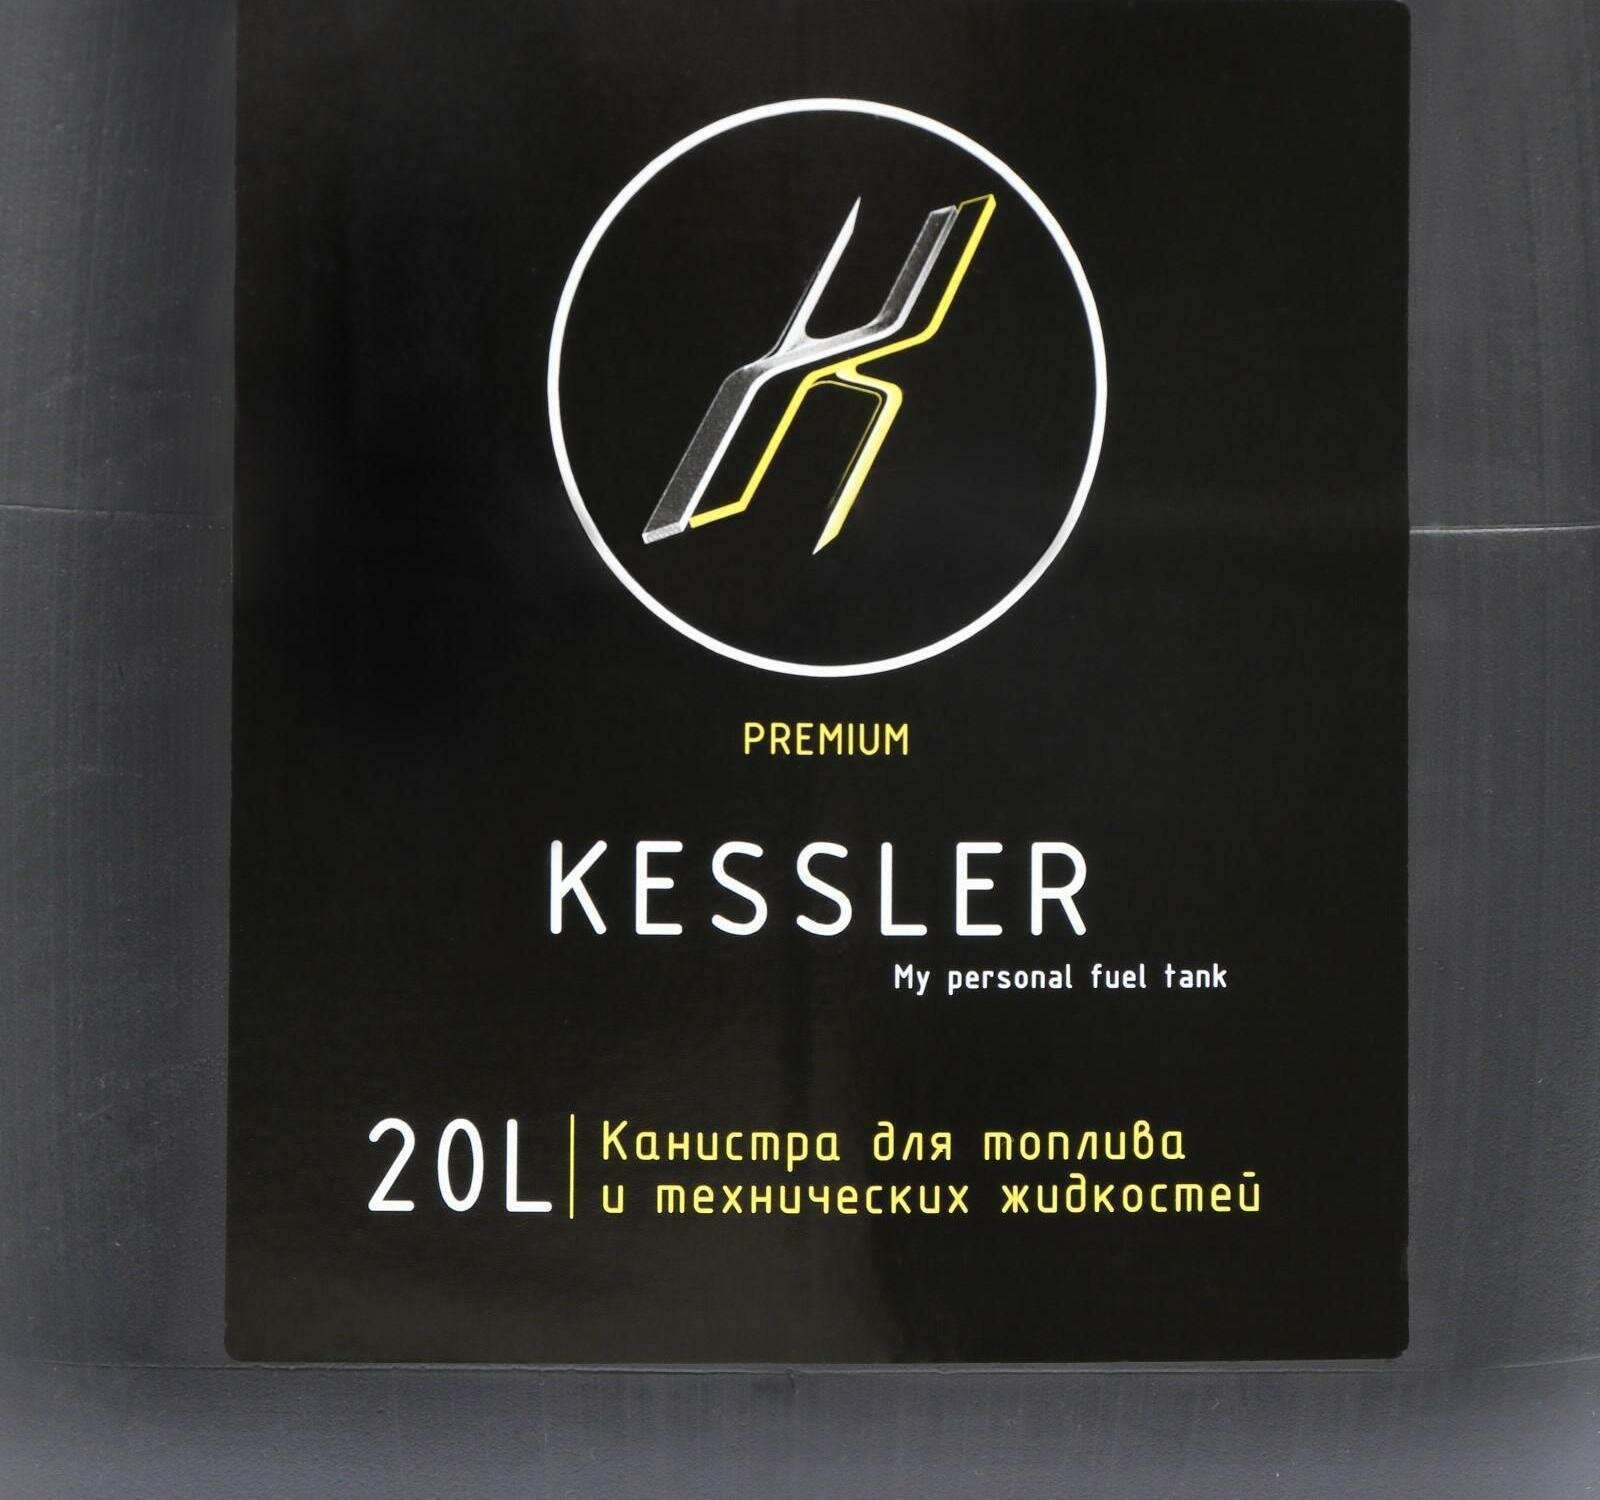 PREMIUM
KESSLER
My personal fuel tank
20L
Канистра для топлива
и технических жидкостей